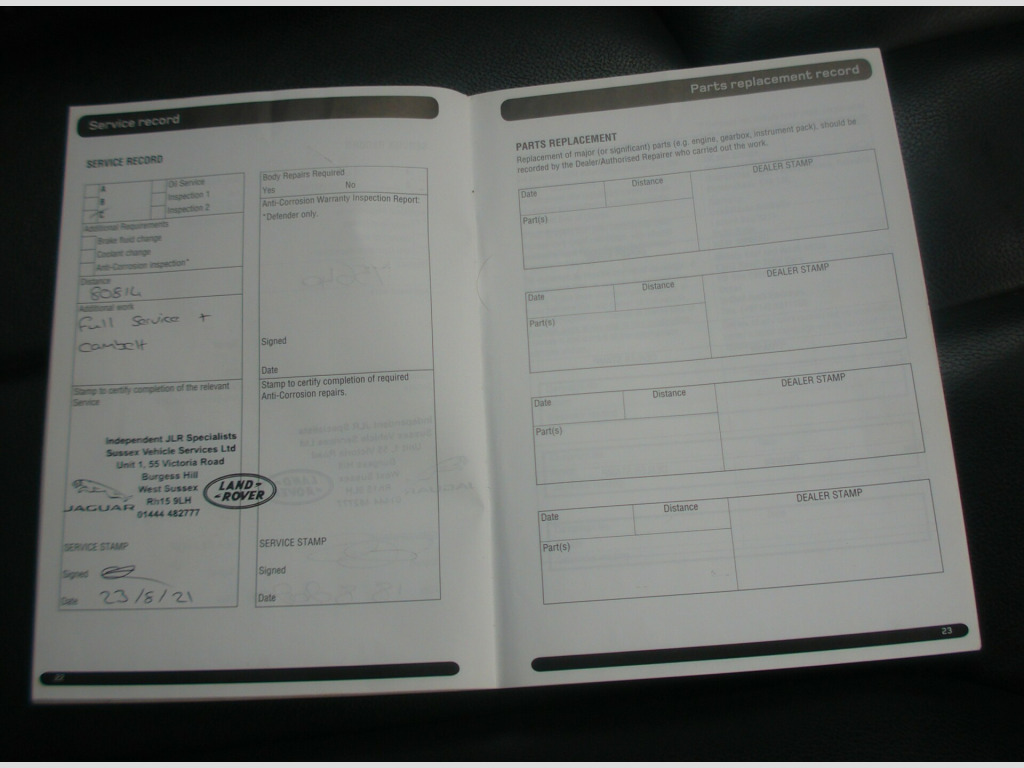 Service record
SERVICE RECORD
A
B
C
Oil Service
Inspection 1
Inspection 2
Additional Requirements
Brake fluid change
Coolant change
Anti-Corrosion inspection*
Distance
80814
Additional work
Full Service +
Cambelt
Stamp to certify completion of the relevant
Service
Independent JLR Specialists
Sussex Vehicle Services Ltd
Unit 1, 55 Victoria Road
Burgess Hill
West Sussex
Rh15 9LH
01444 482777
JAGUAR
LAND-
-ROVER
SERVICE STAMP
Signed
Date 23/8/21
Body Repairs Required
Yes No
Anti-Corrosion Warranty Inspection Report:
*Defender only.
Signed
Date
Stamp to certify completion of required
Anti-Corrosion repairs.
SERVICE STAMP
Signed
Date
22
Parts replacement record
PARTS REPLACEMENT
Replacement of major (or significant) parts (e.g. engine, gearbox, instrument pack), should be
recorded by the Dealer/Authorised Repairer who carried out the work.
Date Distance DEALER STAMP
Part(s)
Date Distance DEALER STAMP
Part(s)
Date Distance DEALER STAMP
Part(s)
Date Distance DEALER STAMP
Part(s)
23